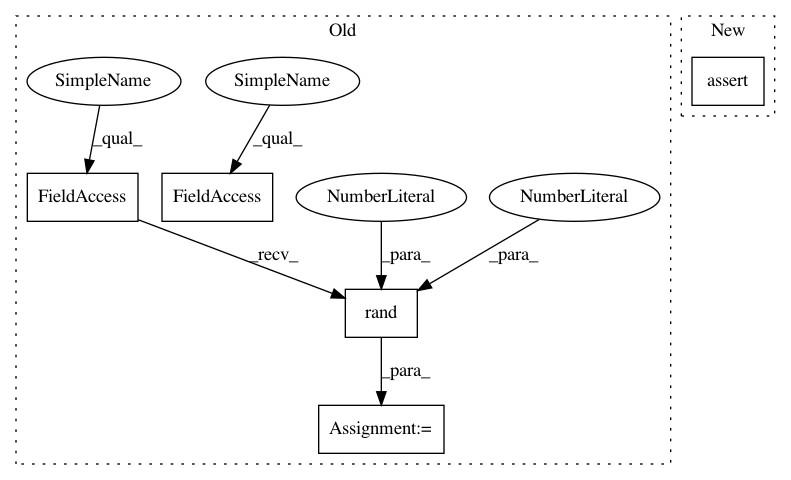 Old
New
SimpleName
SimpleName
assert
_qual_
_qual_
FieldAccess
FieldAccess
NumberLiteral
NumberLiteral
_recv_
_para_
_para_
rand
_para_
Assignment:=